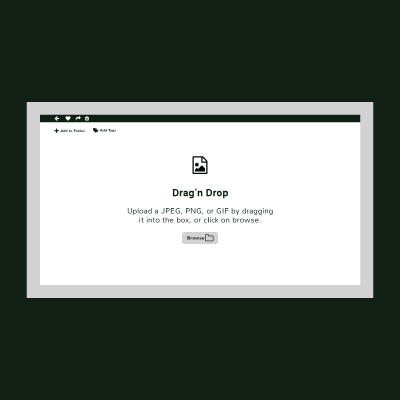 Add to Folder Add Tags
Drag'n Drop
Upload a JPEG, PNG, or GIF by dragging
it into the box, or click on browse.
Browse